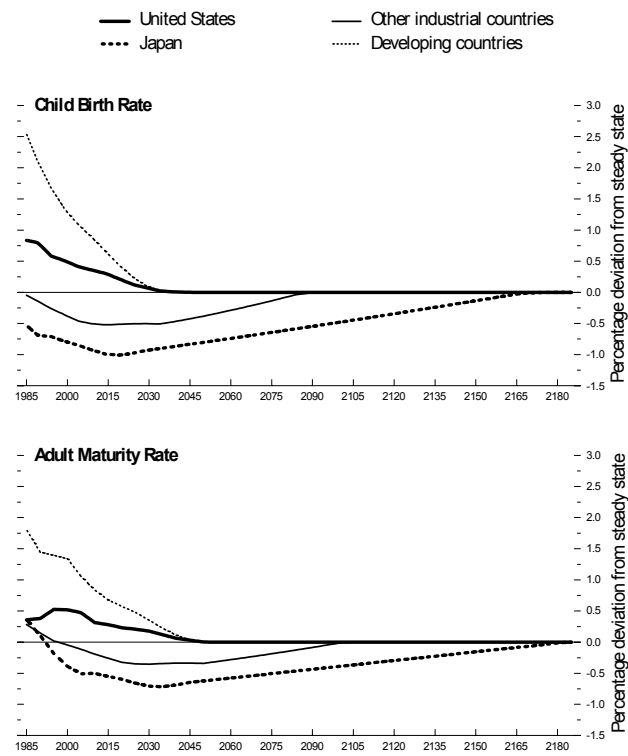 United States Other industrial countries
Japan Developing countries
Child Birth Rate
3.0
2.5
2.0
1.5
1.0
0.5
0.0
-0.5
-1.0
-1.5
Percentage deviation from steady state
1985 2000 2015 2030 2045 2060 2075 2090 2105 2120 2135 2150 2165 2180
Adult Maturity Rate
3.0
2.5
2.0
1.5
1.0
0.5
0.0
-0.5
-1.0
-1.5
Percentage deviation from steady state
1985 2000 2015 2030 2045 2060 2075 2090 2105 2120 2135 2150 2165 2180